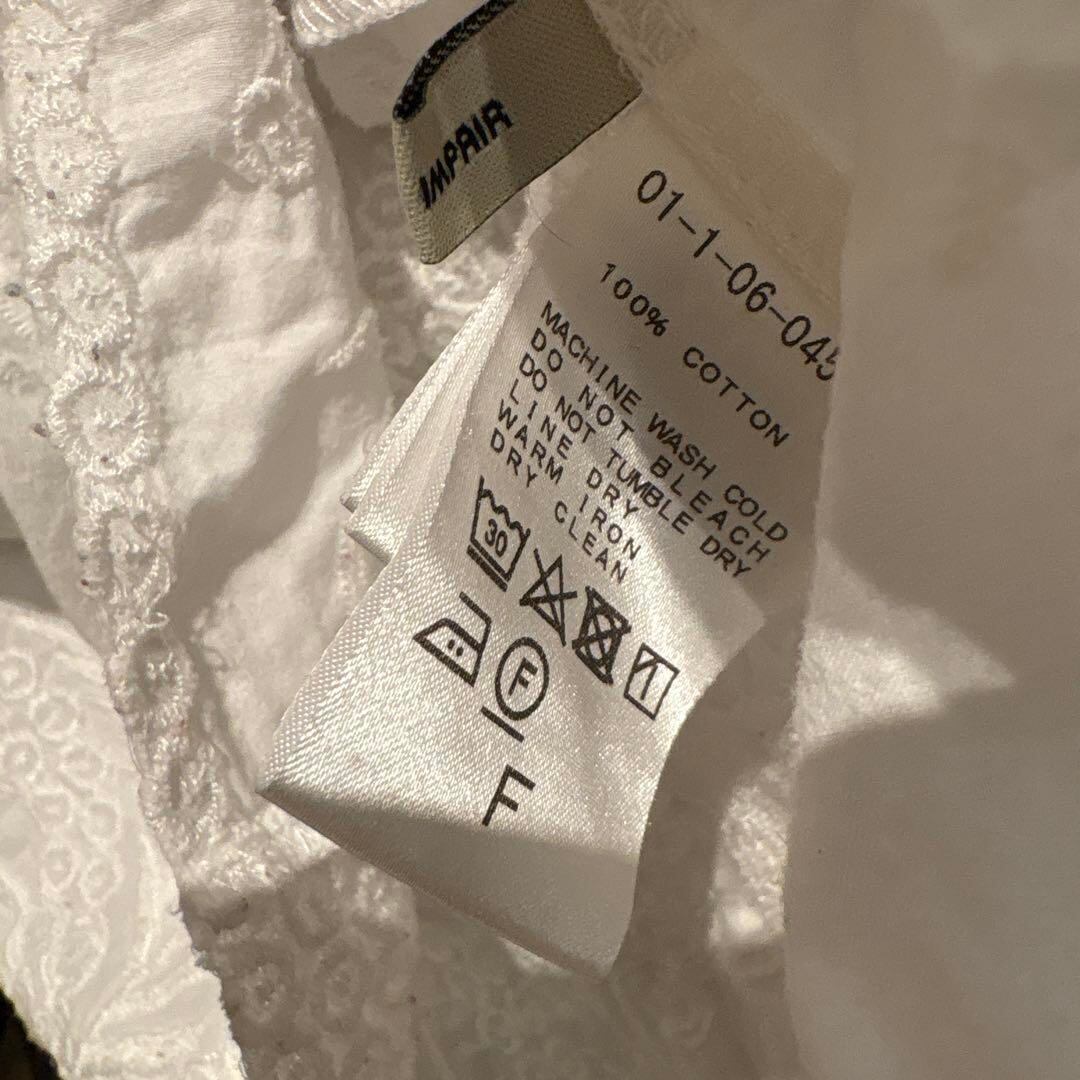 IMPAIR
01-1-06-045
100% COTTON
MACHINE WASH COLD
DO NOT BLEACH
DO NOT TUMBLE DRY
LINE DRY
WARM IRON
DRY CLEAN
30
F
F